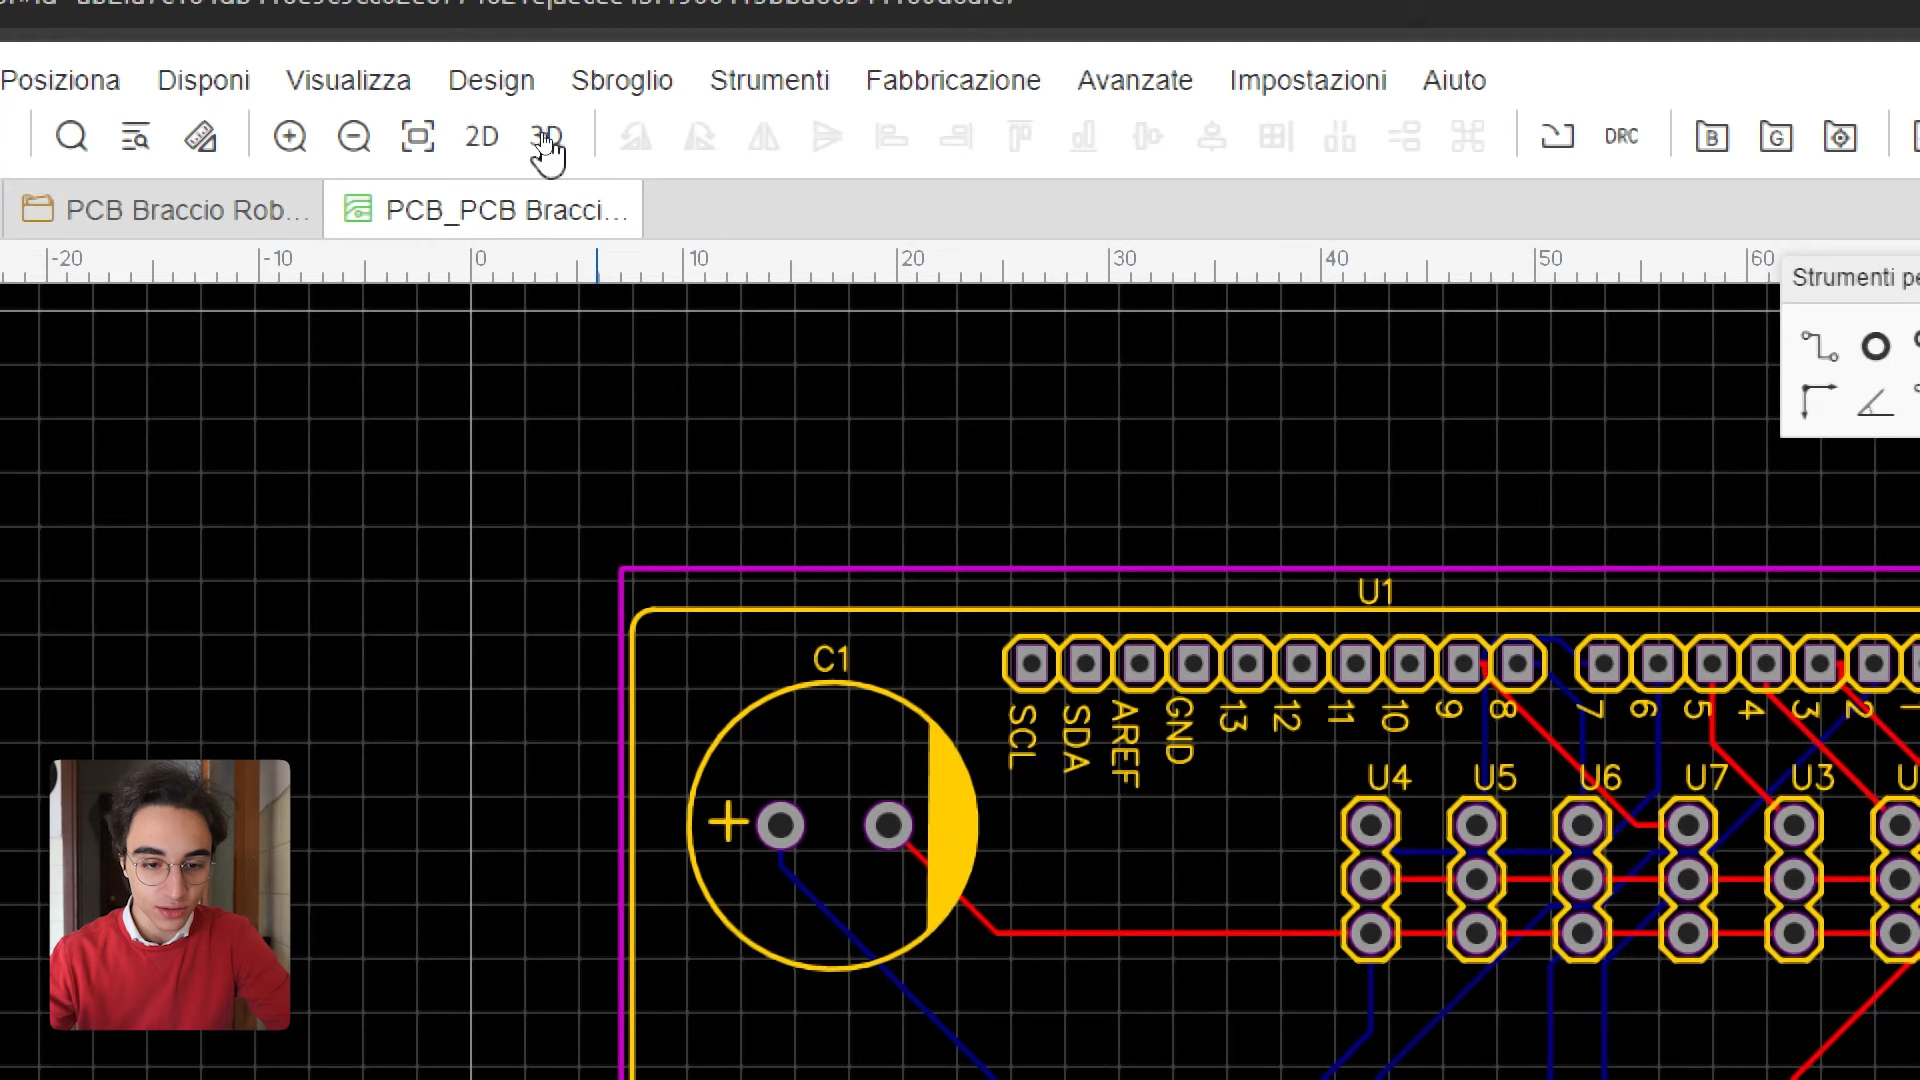 Posiziona Disponi Visualizza Design Sbroglio Strumenti Fabbricazione Avanzate Impostazioni Aiuto
2D 3D DRC B G
PCB Braccio Rob... PCB_PCB Bracci...
-20 -10 0 10 20 30 40 50 60
Strumenti pe
U1
C1
SCL SDA AREF GND 13 12 11 10 9 8 7 6 5 4 3 2 1
U4 U5 U6 U7 U3
+